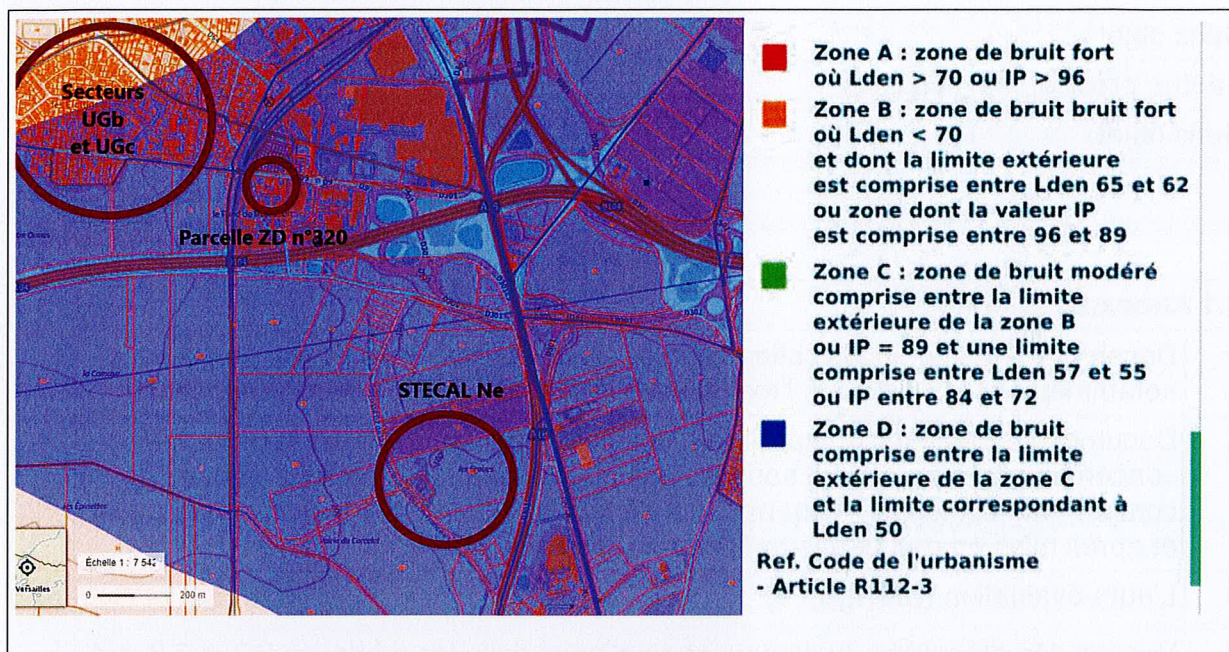 Secteurs
UGb
et UGc
Parcelle ZD n°320
la Comune
STECAL Ne
les Épinettes
Échelle 1 : 7 542
0 200 m
Versailles
Zone A : zone de bruit fort
où Lden > 70 ou IP > 96
Zone B : zone de bruit bruit fort
où Lden < 70
et dont la limite extérieure
est comprise entre Lden 65 et 62
ou zone dont la valeur IP
est comprise entre 96 et 89
Zone C : zone de bruit modéré
comprise entre la limite
extérieure de la zone B
ou IP = 89 et une limite
comprise entre Lden 57 et 55
ou IP entre 84 et 72
Zone D : zone de bruit
comprise entre la limite
extérieure de la zone C
et la limite correspondant à
Lden 50
Ref. Code de l'urbanisme
- Article R112-3